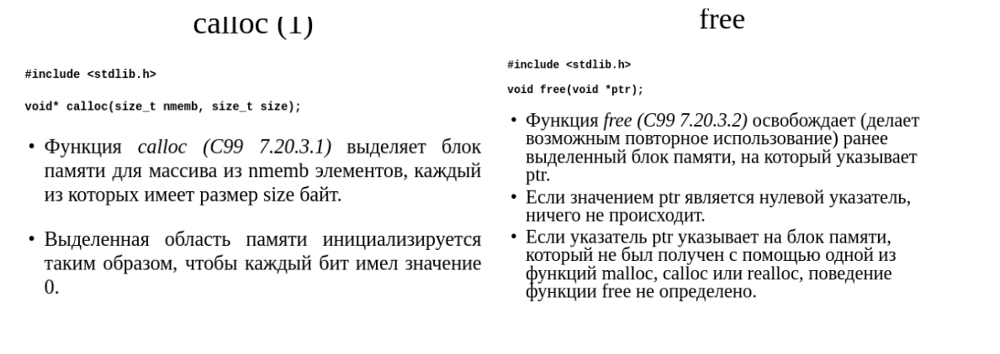 calloc (1)
#include <stdlib.h>
void* calloc(size_t nmemb, size_t size);
• Функция calloc (C99 7.20.3.1) выделяет блок
памяти для массива из nmemb элементов, каждый
из которых имеет размер size байт.
• Выделенная область памяти инициализируется
таким образом, чтобы каждый бит имел значение
0.
free
#include <stdlib.h>
void free(void *ptr);
• Функция free (C99 7.20.3.2) освобождает (делает
возможным повторное использование) ранее
выделенный блок памяти, на который указывает
ptr.
• Если значением ptr является нулевой указатель,
ничего не происходит.
• Если указатель ptr указывает на блок памяти,
который не был получен с помощью одной из
функций malloc, calloc или realloc, поведение
функции free не определено.